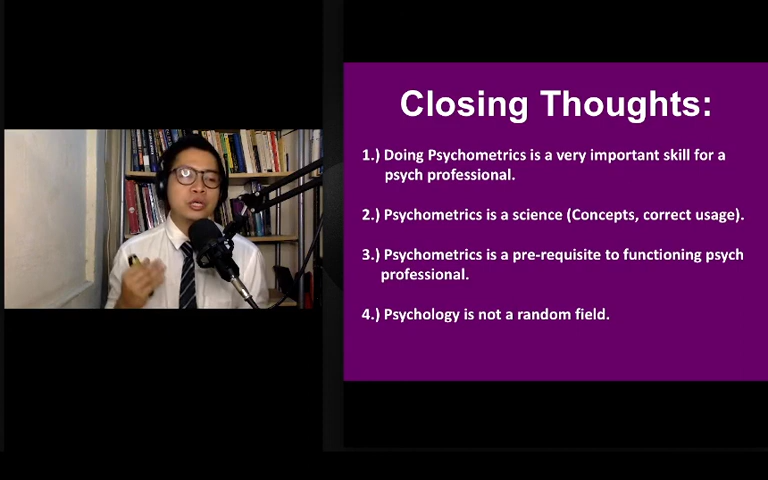 Closing Thoughts:
1.) Doing Psychometrics is a very important skill for a
psych professional.
2.) Psychometrics is a science (Concepts, correct usage).
3.) Psychometrics is a pre-requisite to functioning psych
professional.
4.) Psychology is not a random field.